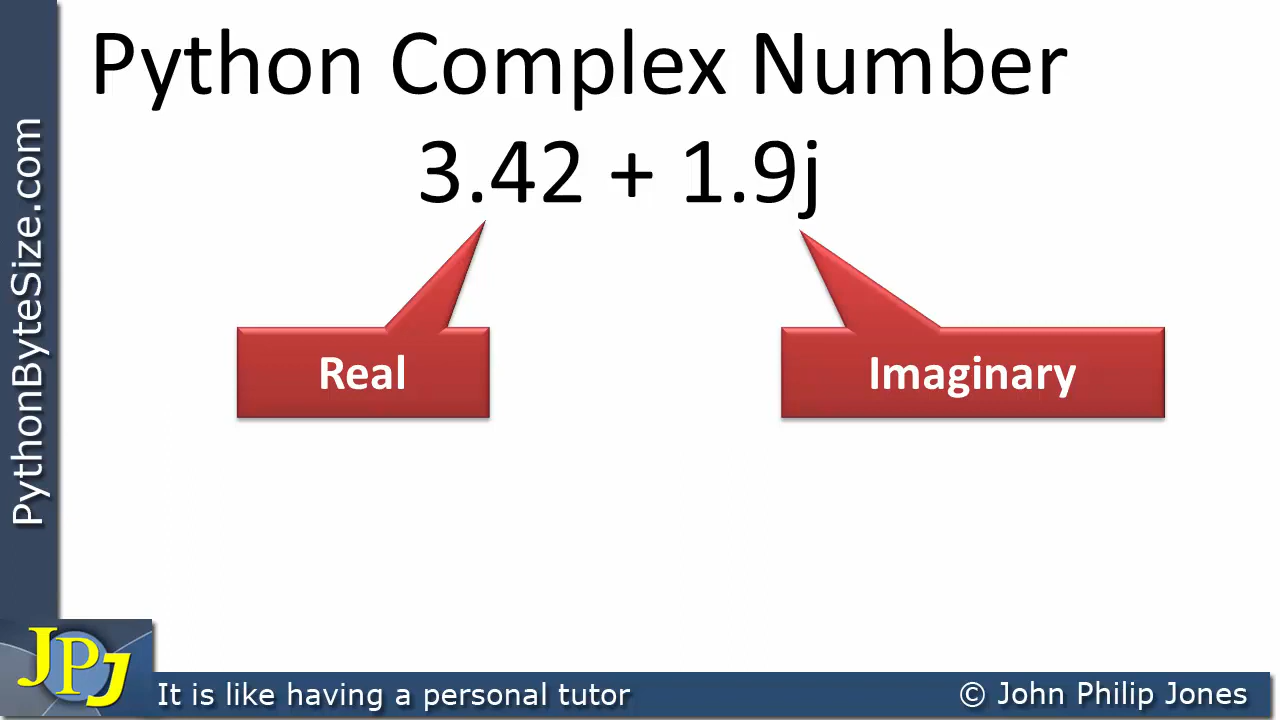 Python Complex Number
3.42 + 1.9j
Real
Imaginary
PythonByteSize.com
JPJ
It is like having a personal tutor
© John Philip Jones